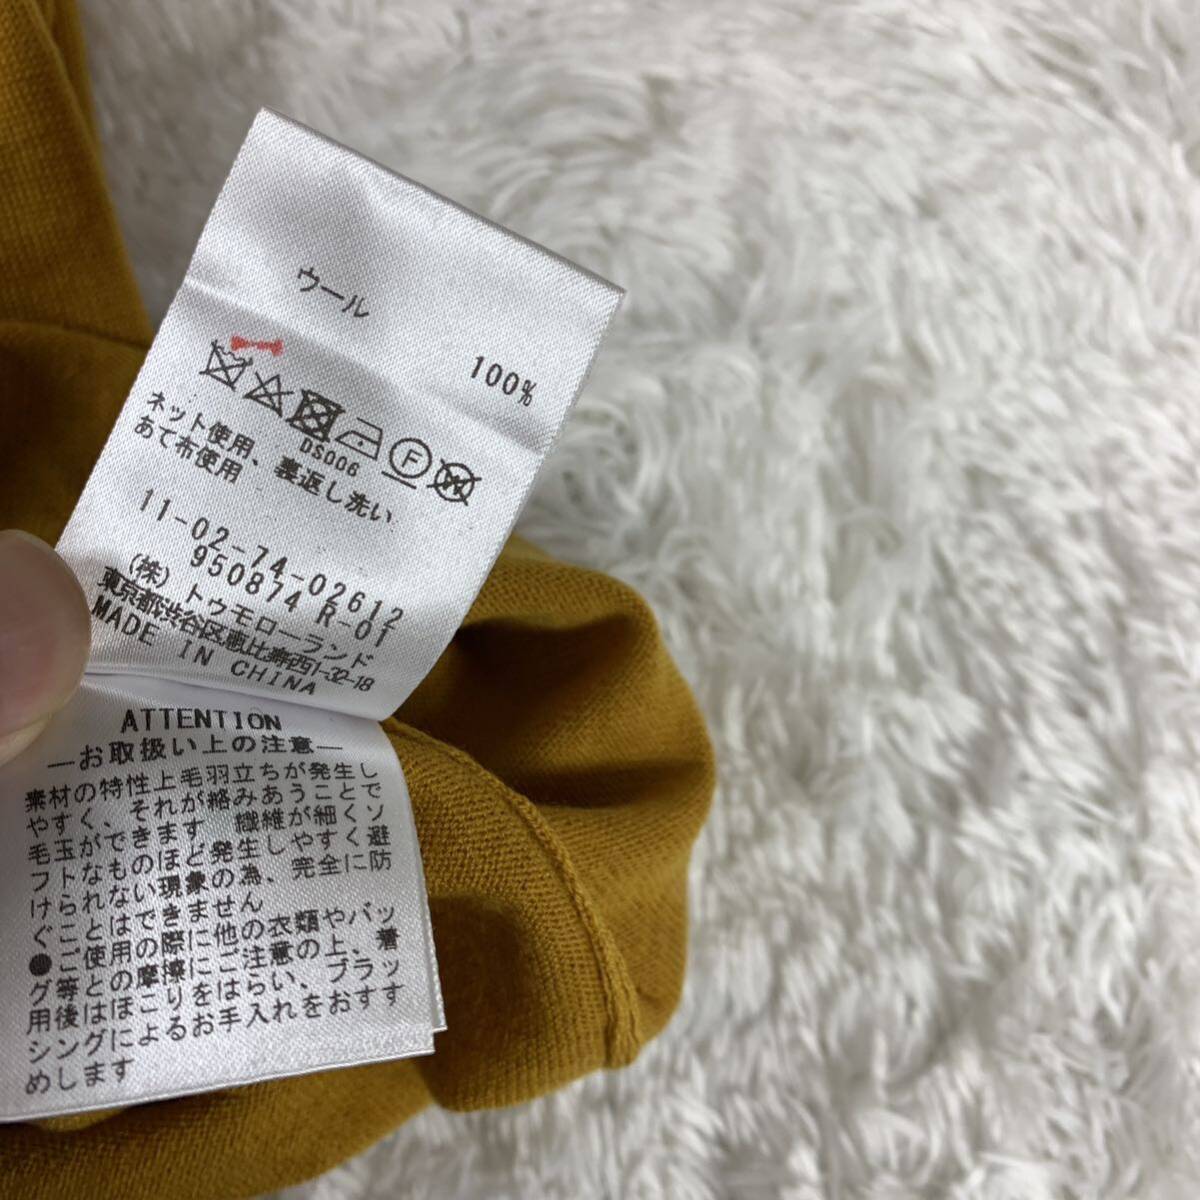 ウール
100%
F
W
DS006
ネット使用、裏返し洗い
あて布使用
11-02-74-02612
950874 R-01
(株)トゥモローランド
東京都渋谷区恵比寿西1-32-18
MADE IN CHINA
ATTENTION
―お取扱い上の注意―
素材の特性上毛羽立ちが発生し
やすく、それが絡みあうことで
毛玉ができます 繊維が細くソ
フトなものほど発生しやすく避
けられない現象の為、完全に防
ぐことはできません
●ご使用の際に他の衣類やバッ
グ等との摩擦にご注意の上、着
用後はほこりをはらい、ブラッ
シングによるお手入れをおすす
めします